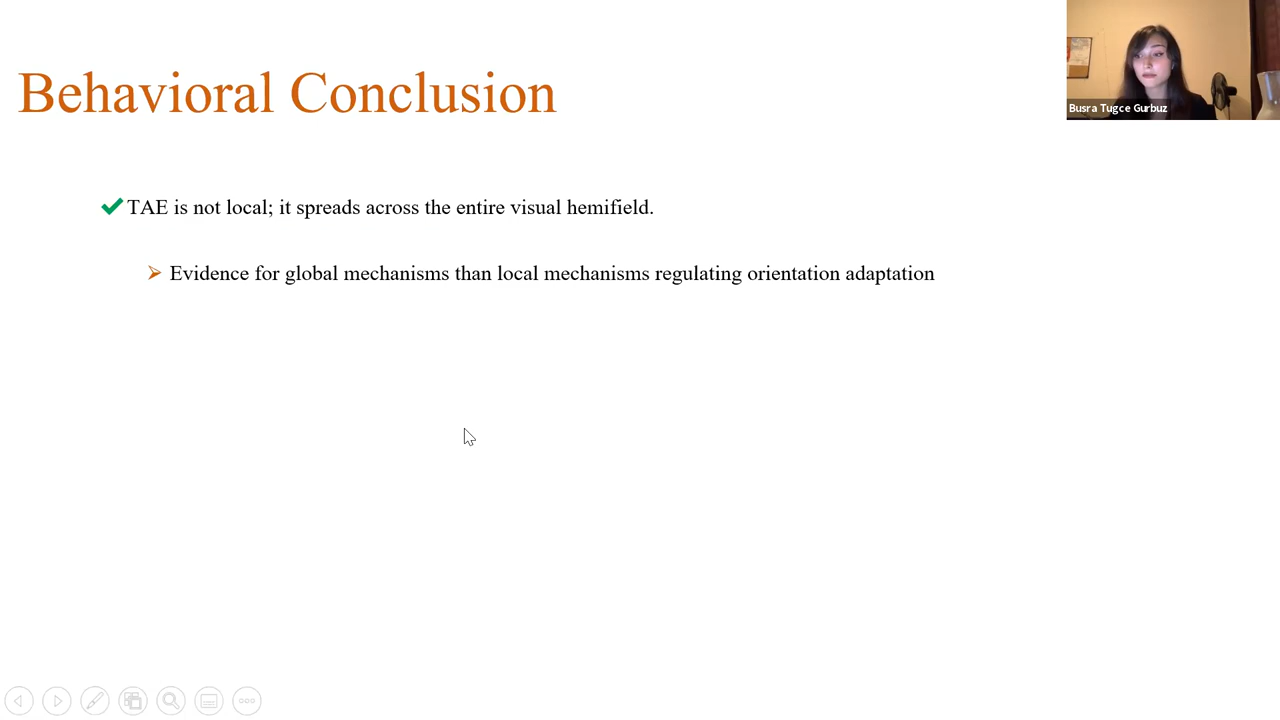 Behavioral Conclusion
Busra Tugce Gurbuz
TAE is not local; it spreads across the entire visual hemifield.
Evidence for global mechanisms than local mechanisms regulating orientation adaptation